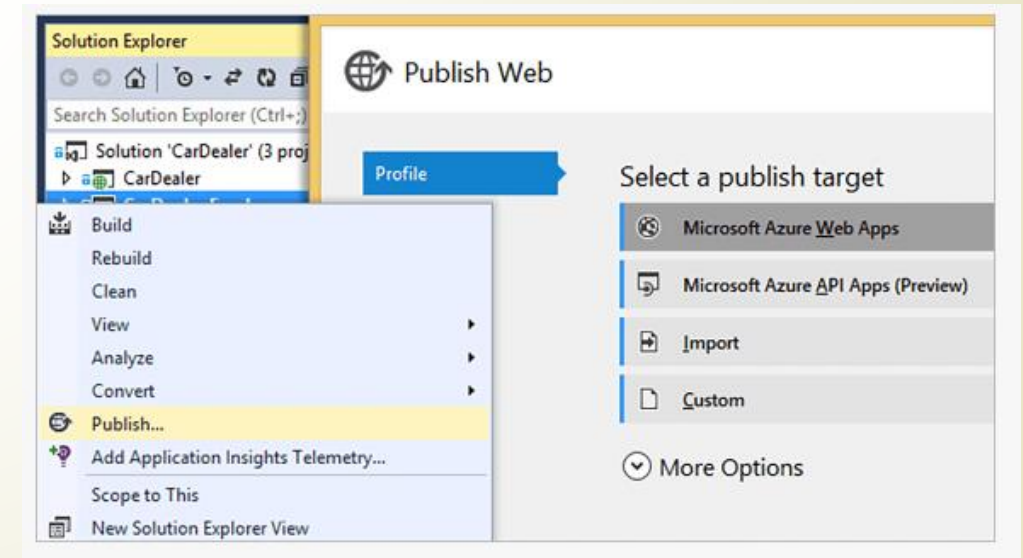 Solution Explorer
Search Solution Explorer (Ctrl+;)
Solution 'CarDealer' (3 proj
CarDealer
Build
Rebuild
Clean
View
Analyze
Convert
Publish...
Add Application Insights Telemetry...
Scope to This
New Solution Explorer View
Publish Web
Profile
Select a publish target
Microsoft Azure Web Apps
Microsoft Azure API Apps (Preview)
Import
Custom
More Options